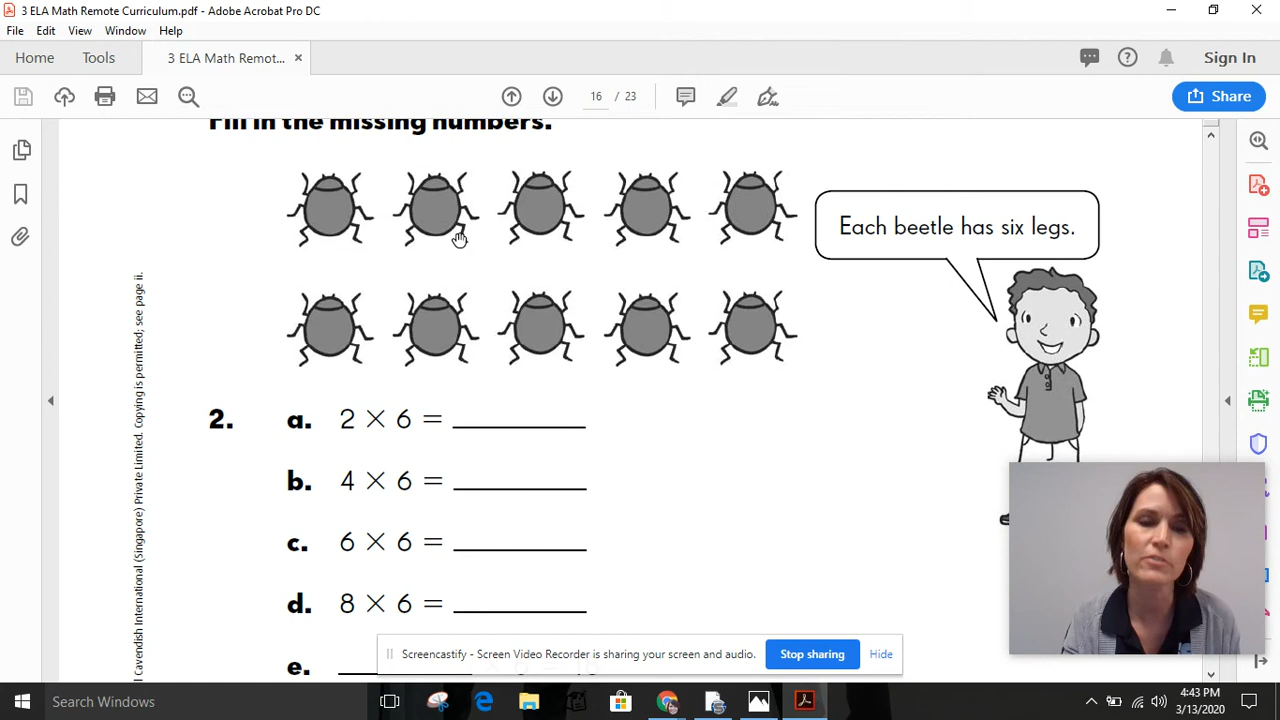 3 ELA Math Remote Curriculum.pdf - Adobe Acrobat Pro DC
File Edit View Window Help
Home Tools 3 ELA Math Remot... × Sign In
16 / 23 Share
Fill in the missing numbers.
Each beetle has six legs.
Cavendish International (Singapore) Private Limited. Copying is permitted; see page ii.
2. a. 2 × 6 = ________
b. 4 × 6 = ________
c. 6 × 6 = ________
d. 8 × 6 = ________
e. ________
Screencastify - Screen Video Recorder is sharing your screen and audio. Stop sharing Hide
Search Windows
4:43 PM
3/13/2020